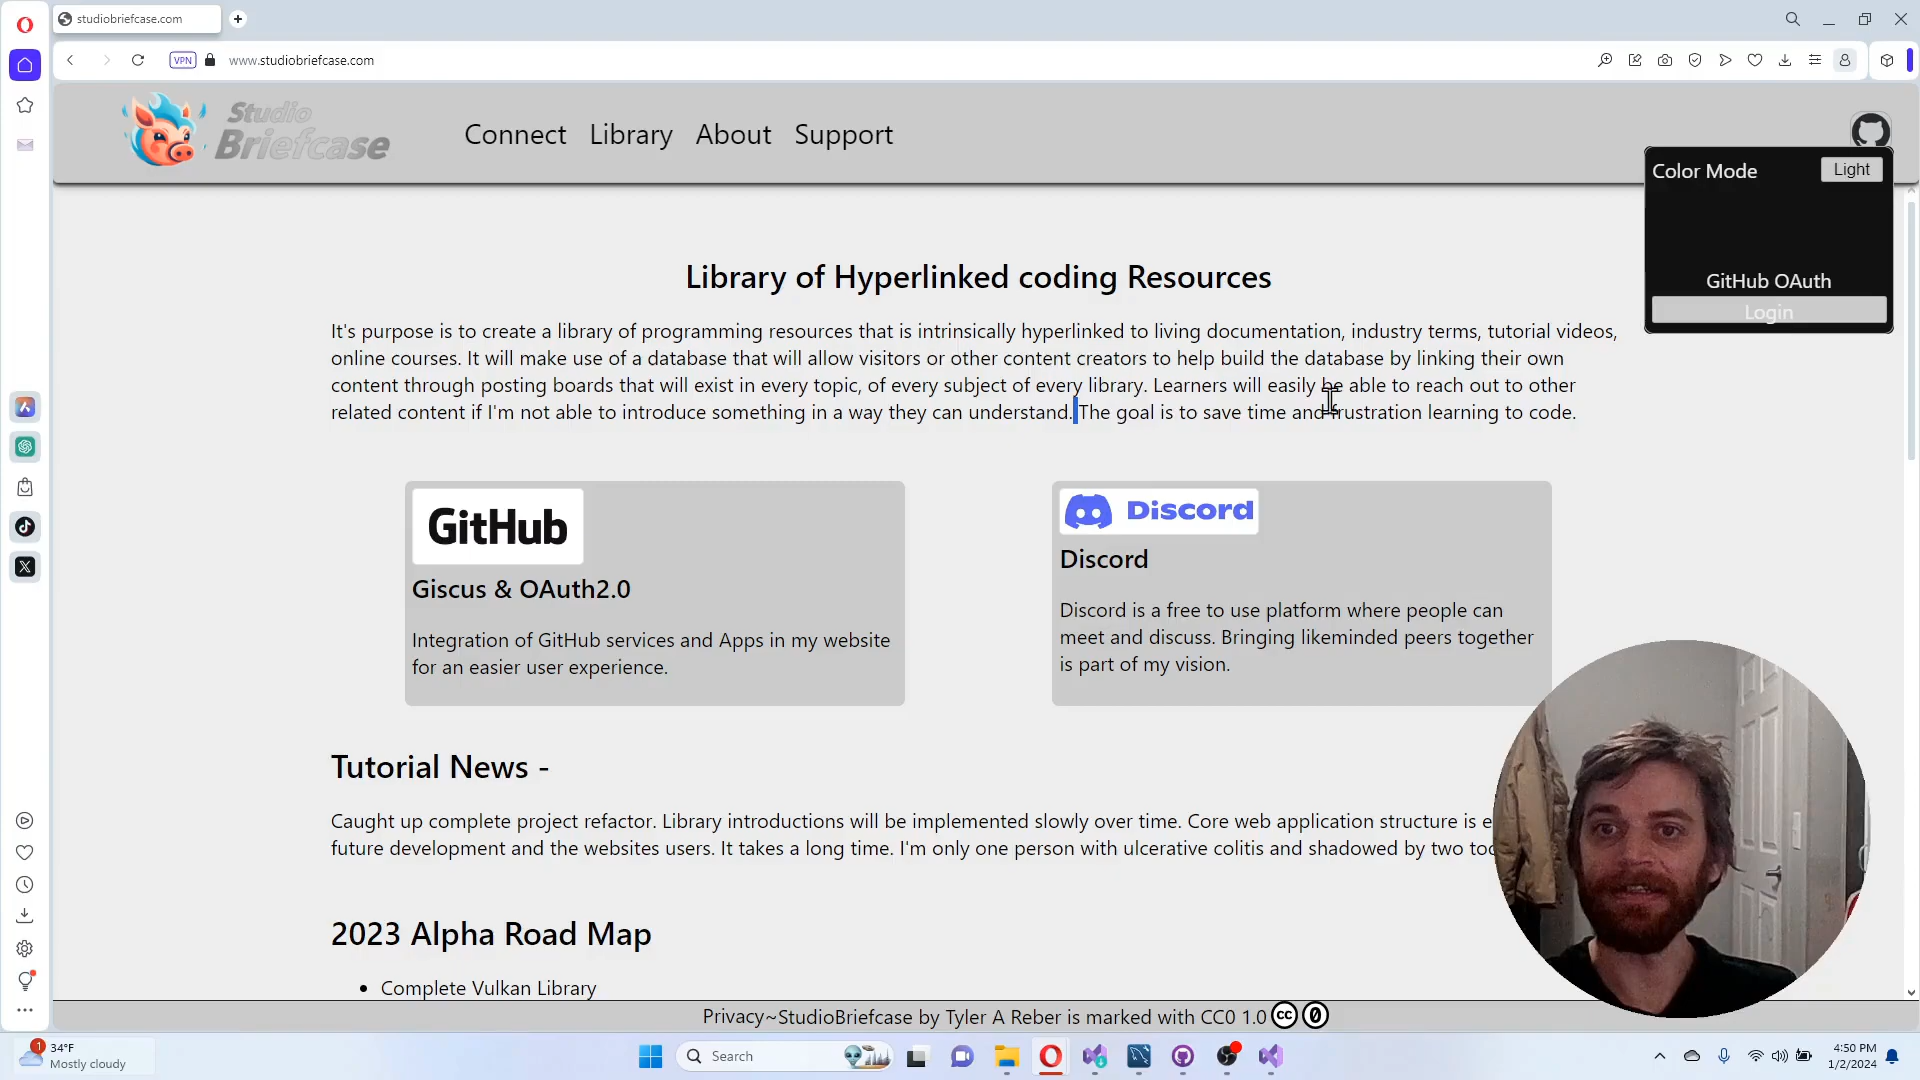 studiobriefcase.com
VPN
www.studiobriefcase.com
Studio
Briefcase
Connect
Library
About
Support
Color Mode
Light
GitHub OAuth
Login
Library of Hyperlinked coding Resources
It's purpose is to create a library of programming resources that is intrinsically hyperlinked to living documentation, industry terms, tutorial videos,
online courses. It will make use of a database that will allow visitors or other content creators to help build the database by linking their own
content through posting boards that will exist in every topic, of every subject of every library. Learners will easily be able to reach out to other
related content if I'm not able to introduce something in a way they can understand. The goal is to save time and frustration learning to code.
GitHub
Giscus & OAuth2.0
Integration of GitHub services and Apps in my website
for an easier user experience.
Discord
Discord
Discord is a free to use platform where people can
meet and discuss. Bringing likeminded peers together
is part of my vision.
Tutorial News -
Caught up complete project refactor. Library introductions will be implemented slowly over time. Core web application structure is
future development and the websites users. It takes a long time. I'm only one person with ulcerative colitis and shadowed by two
2023 Alpha Road Map
• Complete Vulkan Library
Privacy~StudioBriefcase by Tyler A Reber is marked with CC0 1.0
cc 0
1
34°F
Mostly cloudy
Search
4:50 PM
1/2/2024